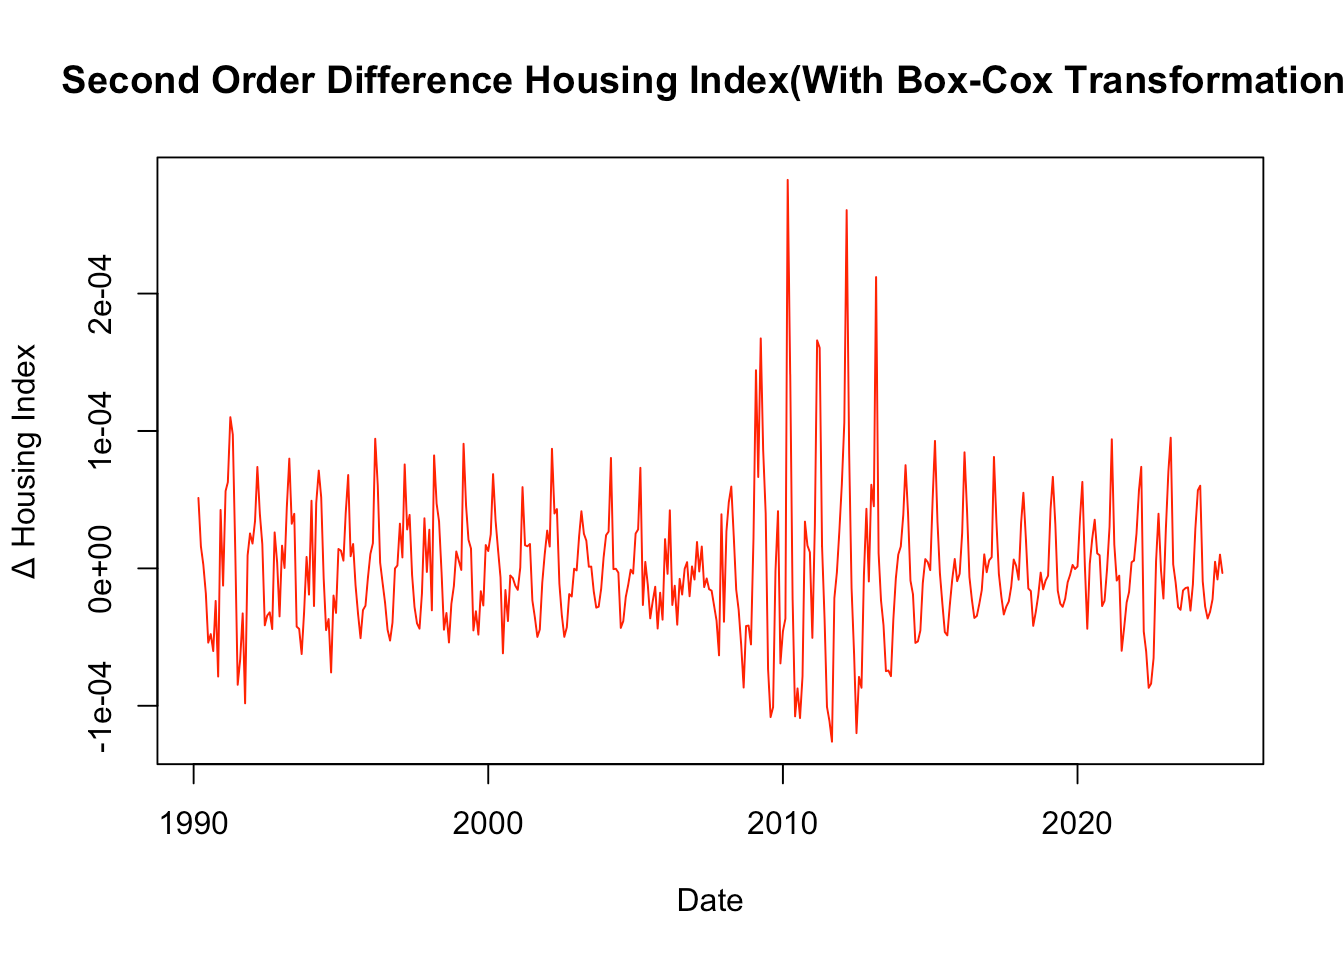 Second Order Difference Housing Index(With Box-Cox Transformation
Δ Housing Index
2e-04
1e-04
0e+00
-1e-04
1990 2000 2010 2020
Date